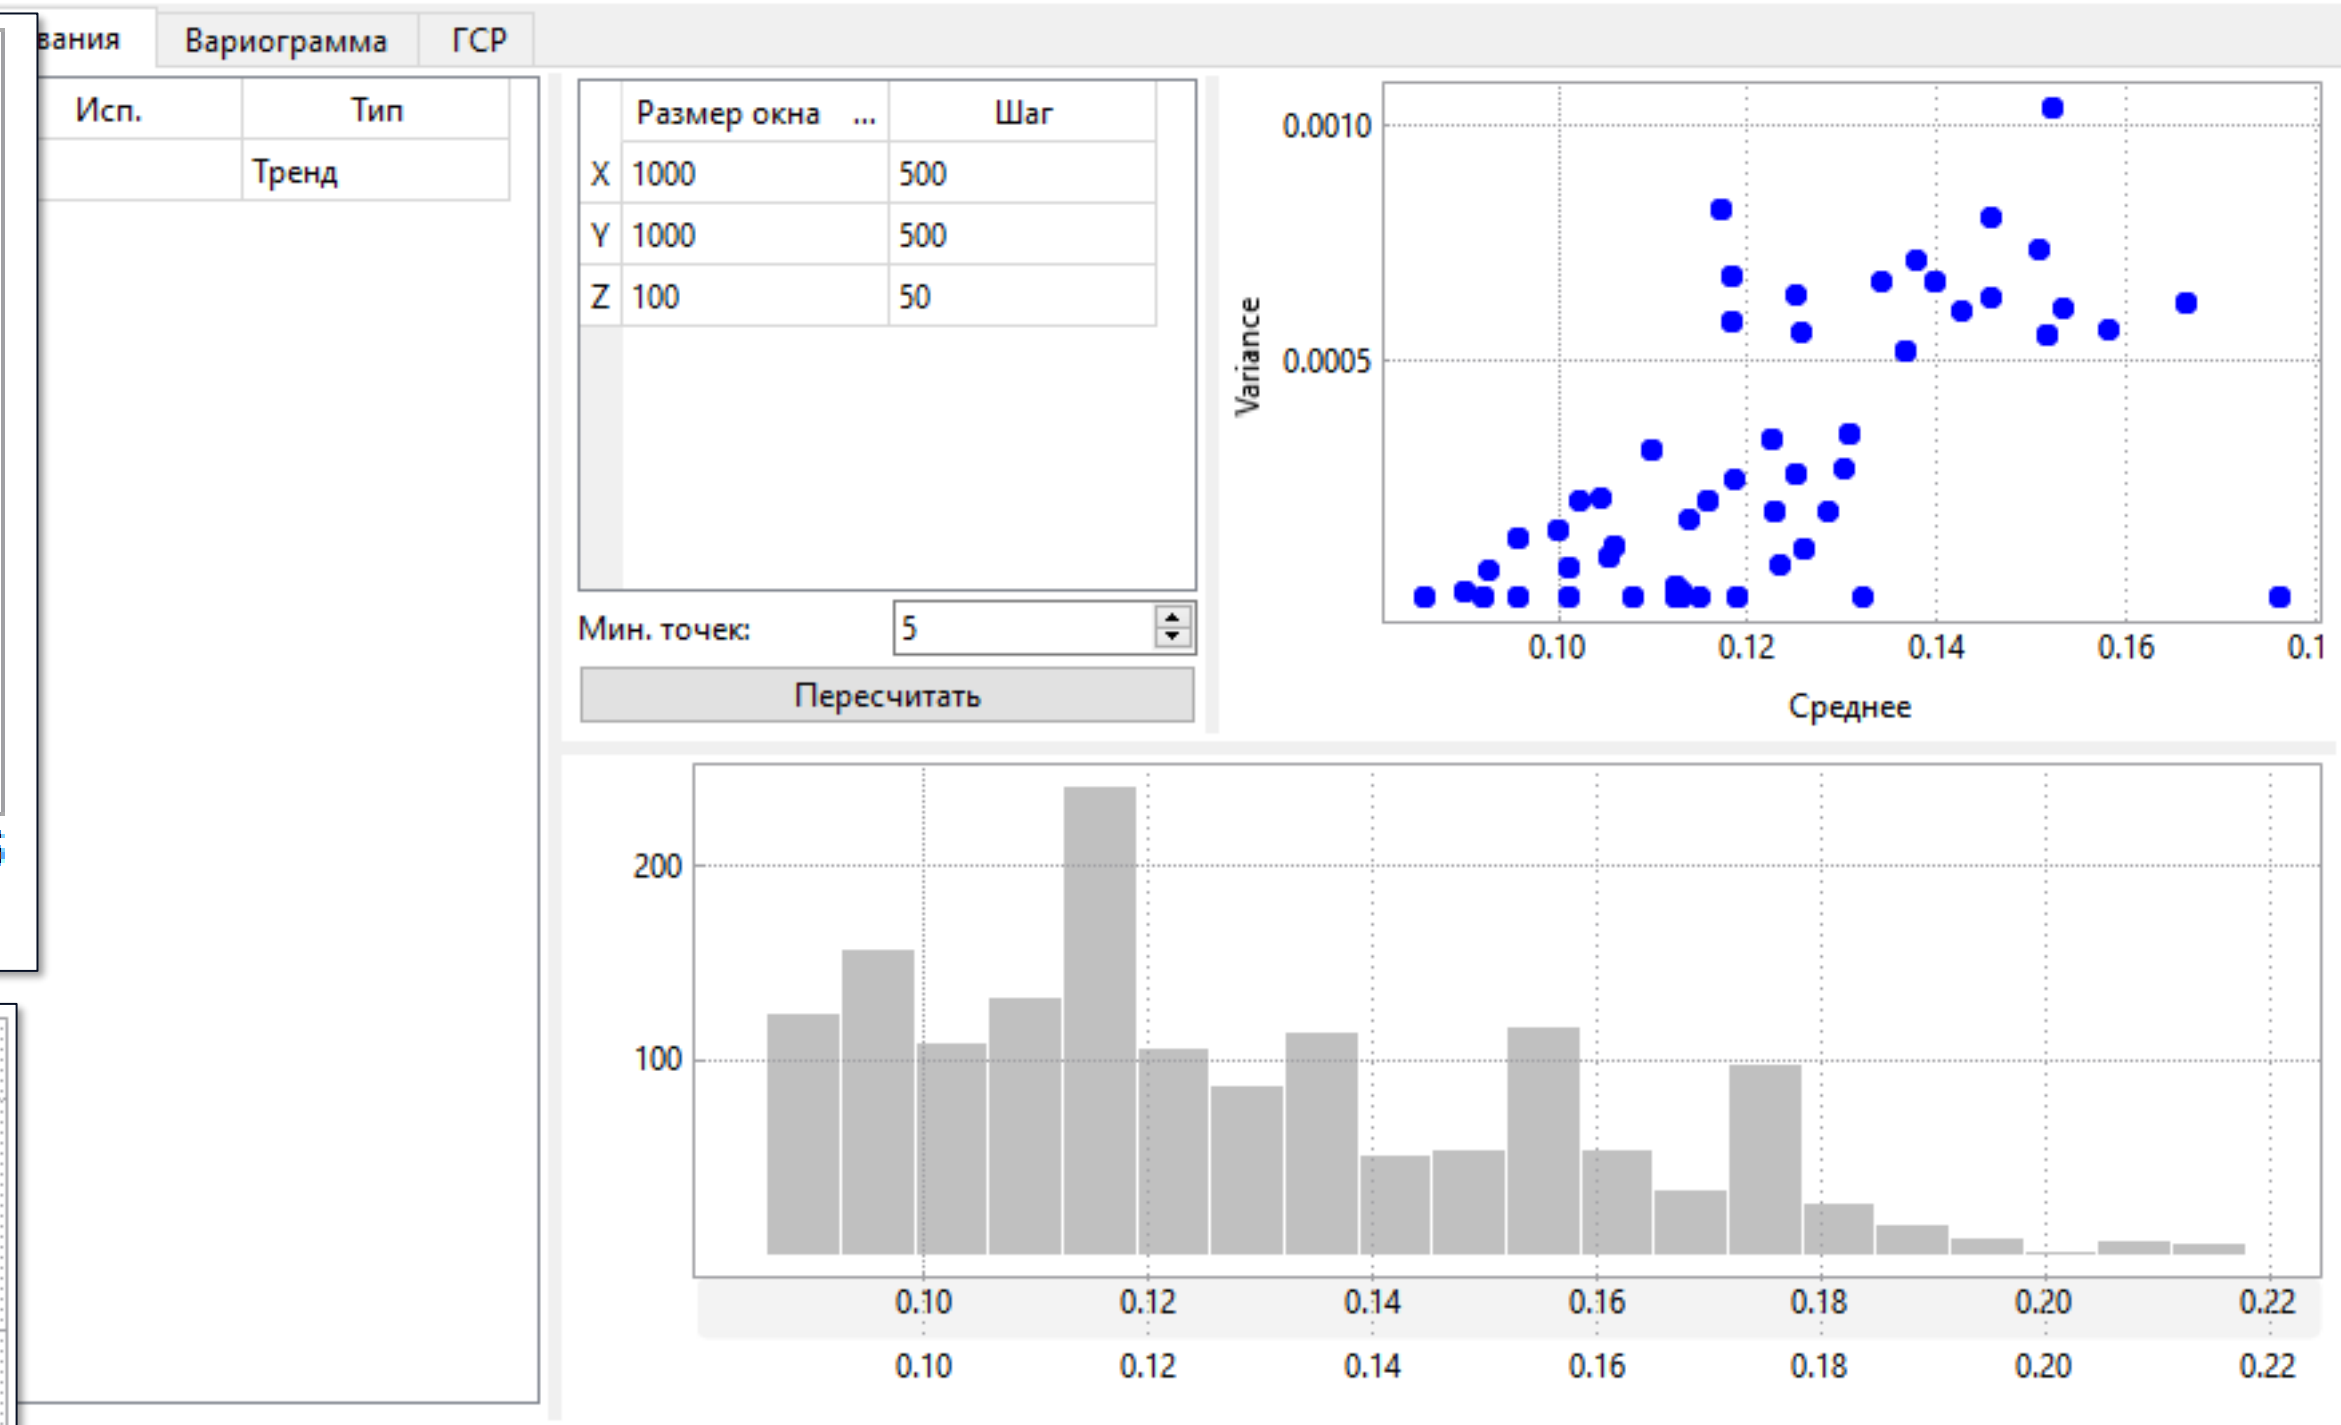 вания Вариограмма ГСР
Исп. Тип
Тренд
Размер окна ... Шаг
X 1000 500
Y 1000 500
Z 100 50
Мин. точек: 5
Пересчитать
0.0010
0.0005
Variance
0.10 0.12 0.14 0.16 0.1
Среднее
200
100
0.10 0.12 0.14 0.16 0.18 0.20 0.22
0.10 0.12 0.14 0.16 0.18 0.20 0.22